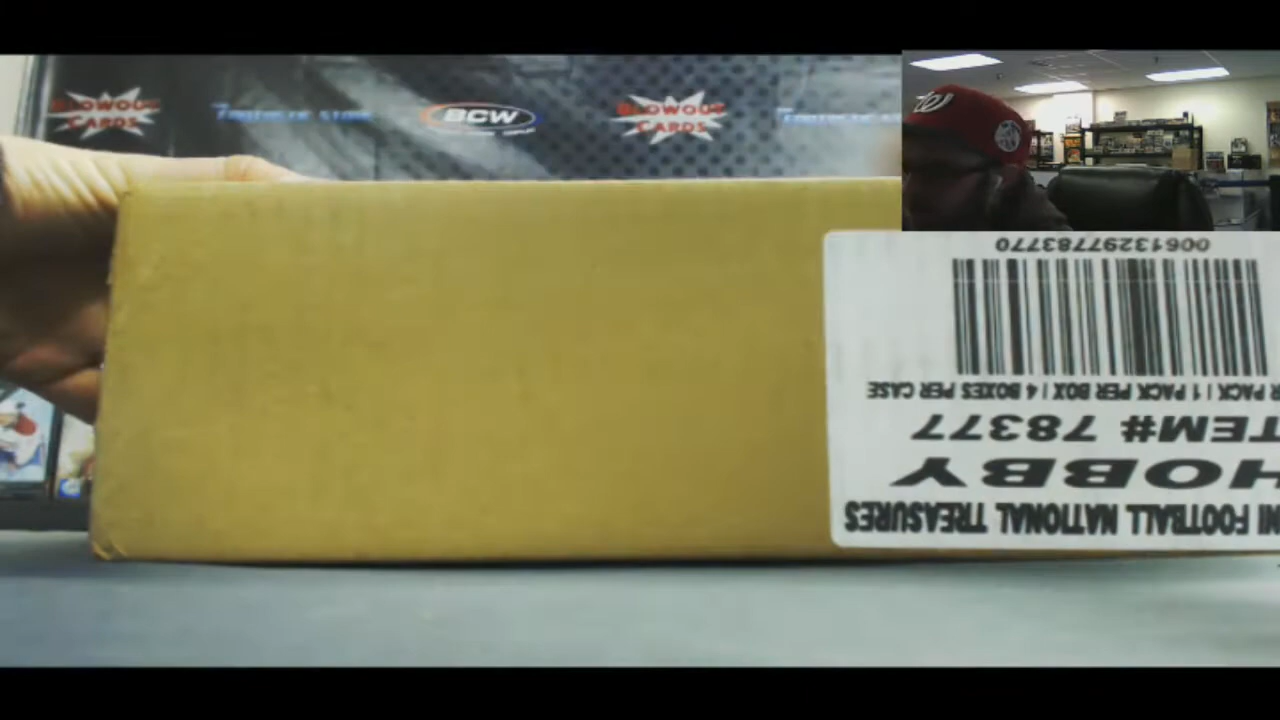 BLOWOUT
CARDS
BCW
BLOWOUT
CARDS
NI FOOTBALL NATIONAL TREASURES
HOBBY
TEM# 78377
R PACK | 1 PACK PER BOX | 4 BOXES PER CASE
00613297783770